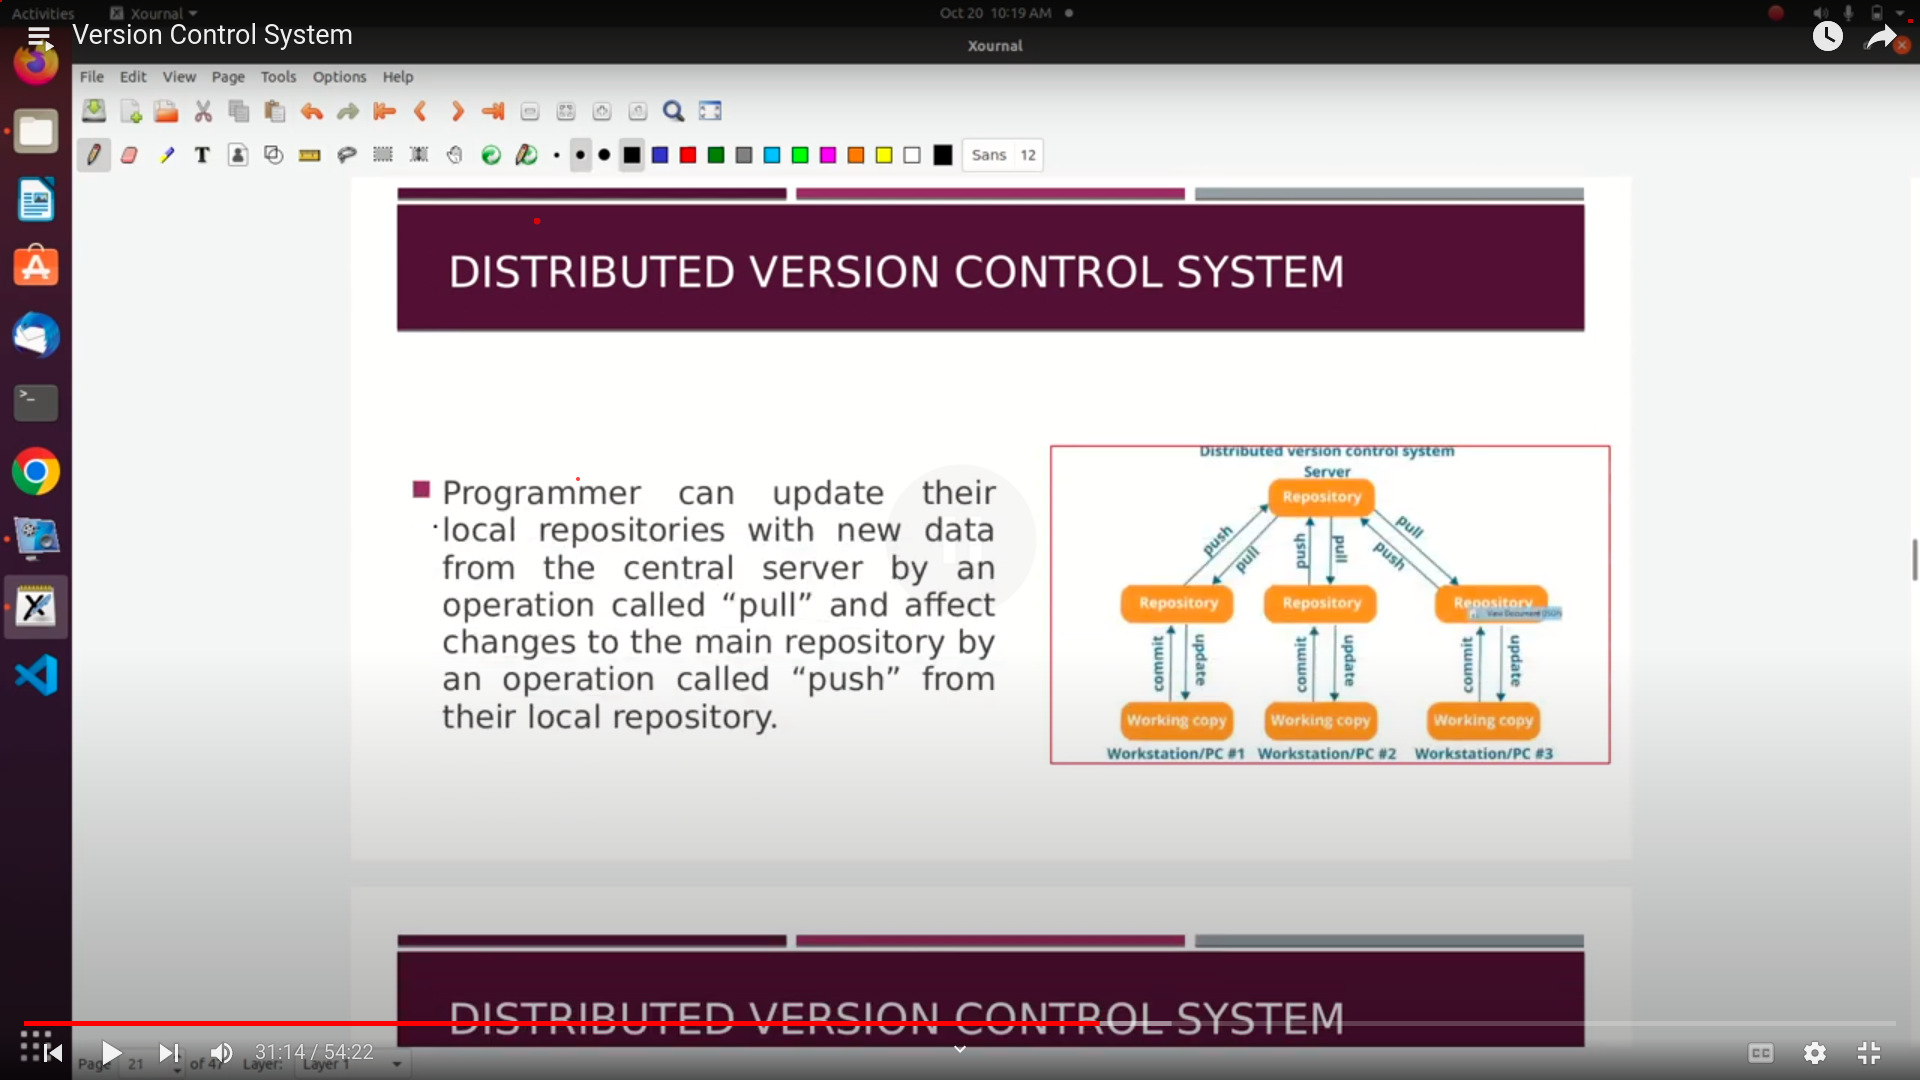 Activities Xournal Oct 20 10:19 AM
Version Control System
Xournal
File Edit View Page Tools Options Help
T Sans 12
DISTRIBUTED VERSION CONTROL SYSTEM
Programmer can update their
local repositories with new data
from the central server by an
operation called “pull” and affect
changes to the main repository by
an operation called “push” from
their local repository.
Distributed version control system
Server
Repository
push pull push pull push pull
Repository Repository Repository
View Document (JSON)
commit update commit update commit update
Working copy Working copy Working copy
Workstation/PC #1 Workstation/PC #2 Workstation/PC #3
DISTRIBUTED VERSION CONTROL SYSTEM
31:14 / 54:22 CC
Page 21 of 47 Layer: Layer 1